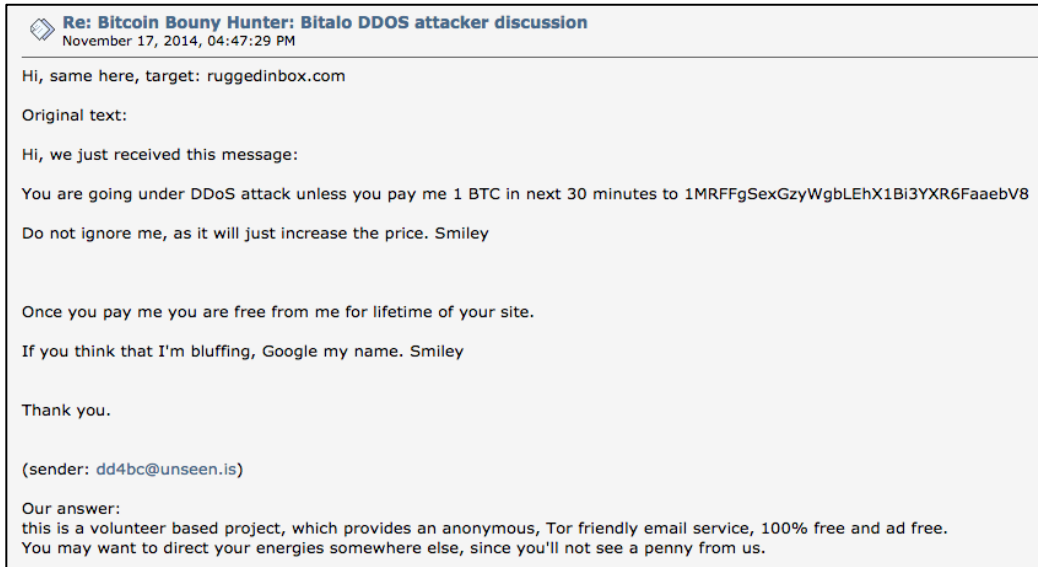 Re: Bitcoin Bouny Hunter: Bitalo DDOS attacker discussion
November 17, 2014, 04:47:29 PM
Hi, same here, target: ruggedinbox.com
Original text:
Hi, we just received this message:
You are going under DDoS attack unless you pay me 1 BTC in next 30 minutes to 1MRFFgSexGzyWgbLEhX1Bi3YXR6FaaebV8
Do not ignore me, as it will just increase the price. Smiley
Once you pay me you are free from me for lifetime of your site.
If you think that I'm bluffing, Google my name. Smiley
Thank you.
(sender: dd4bc@unseen.is)
Our answer:
this is a volunteer based project, which provides an anonymous, Tor friendly email service, 100% free and ad free.
You may want to direct your energies somewhere else, since you'll not see a penny from us.